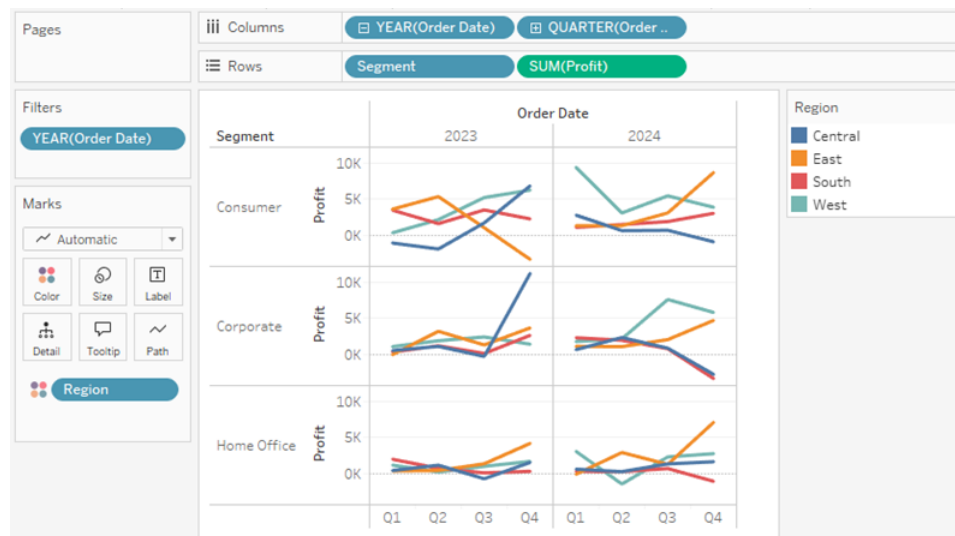 Pages
Columns
YEAR(Order Date)
QUARTER(Order ..
Rows
Segment
SUM(Profit)
Filters
YEAR(Order Date)
Marks
Automatic
Color
Size
Label
Detail
Tooltip
Path
Region
Order Date
Segment
2023
2024
Consumer
Profit
10K
5K
0K
Corporate
Profit
10K
5K
0K
Home Office
Profit
10K
5K
0K
Q1 Q2 Q3 Q4 Q1 Q2 Q3 Q4
Region
Central
East
South
West